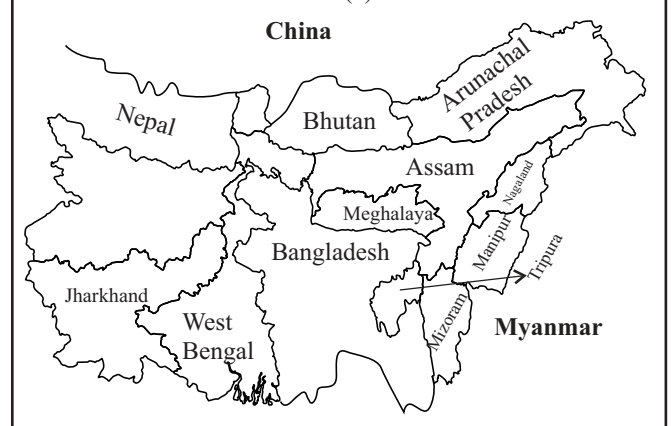 China
Arunachal
Pradesh
Nepal
Bhutan
Assam
Nagaland
Meghalaya
Manipur
Bangladesh
Tripura
Jharkhand
West
Bengal
Mizoram
Myanmar